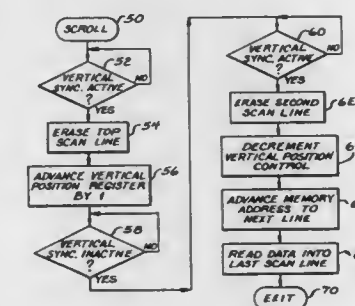 SCROLL
50
52
VERTICAL
SYNC. ACTIVE
?
NO
YES
54
ERASE TOP
SCAN LINE
56
ADVANCE VERTICAL
POSITION REGISTER
BY 1
58
VERTICAL
SYNC. INACTIVE
?
NO
YES
60
VERTICAL
SYNC. ACTIVE
?
NO
YES
ERASE SECOND
SCAN LINE
DECREMENT
VERTICAL POSITION
CONTROL
ADVANCE MEMORY
ADDRESS TO
NEXT LINE
READ DATA INTO
LAST SCAN LINE
EXIT
70